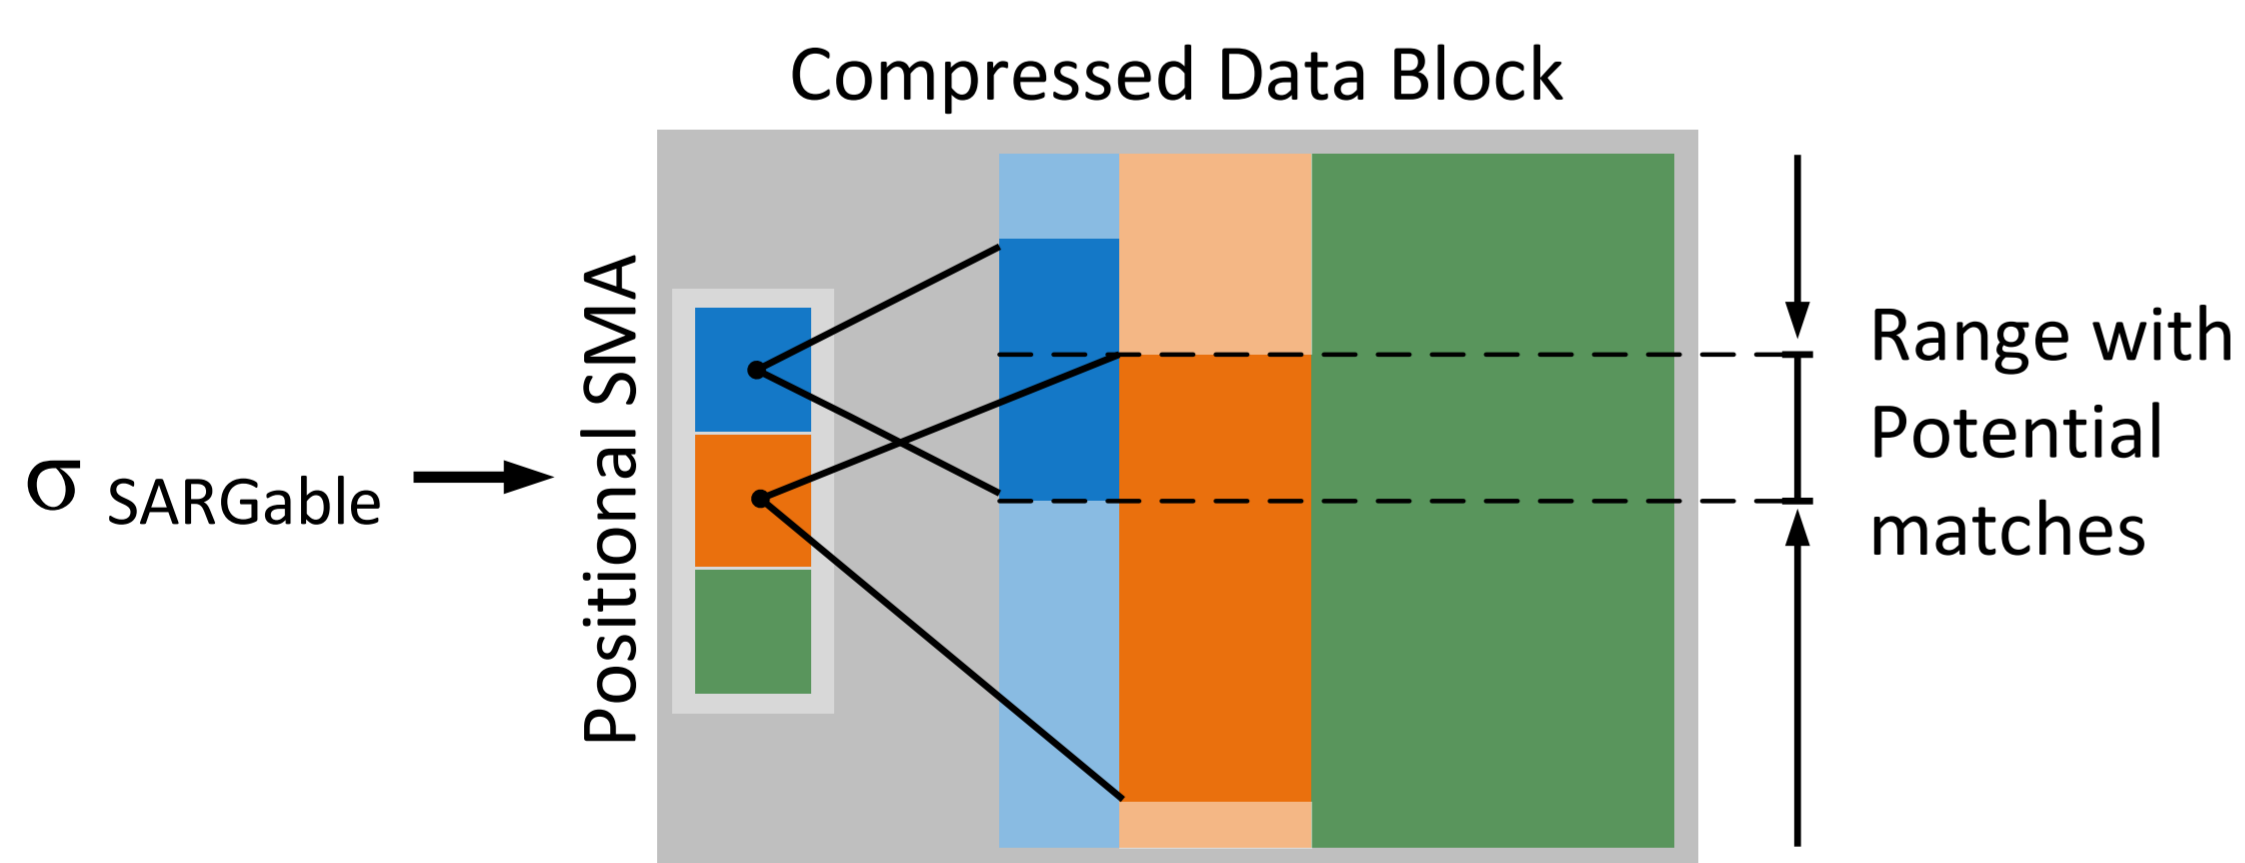 Compressed Data Block
σ SARGable
Positional SMA
Range with
Potential
matches